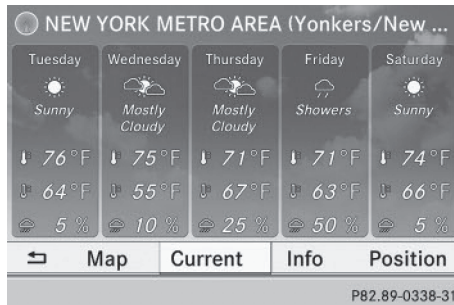 NEW YORK METRO AREA (Yonkers/New ...
Tuesday Wednesday Thursday Friday Saturday
Sunny Mostly Cloudy Mostly Cloudy Showers Sunny
76°F 75°F 71°F 71°F 74°F
64°F 55°F 67°F 63°F 66°F
5 % 10 % 25 % 50 % 5 %
Map Current Info Position
P82.89-0338-31